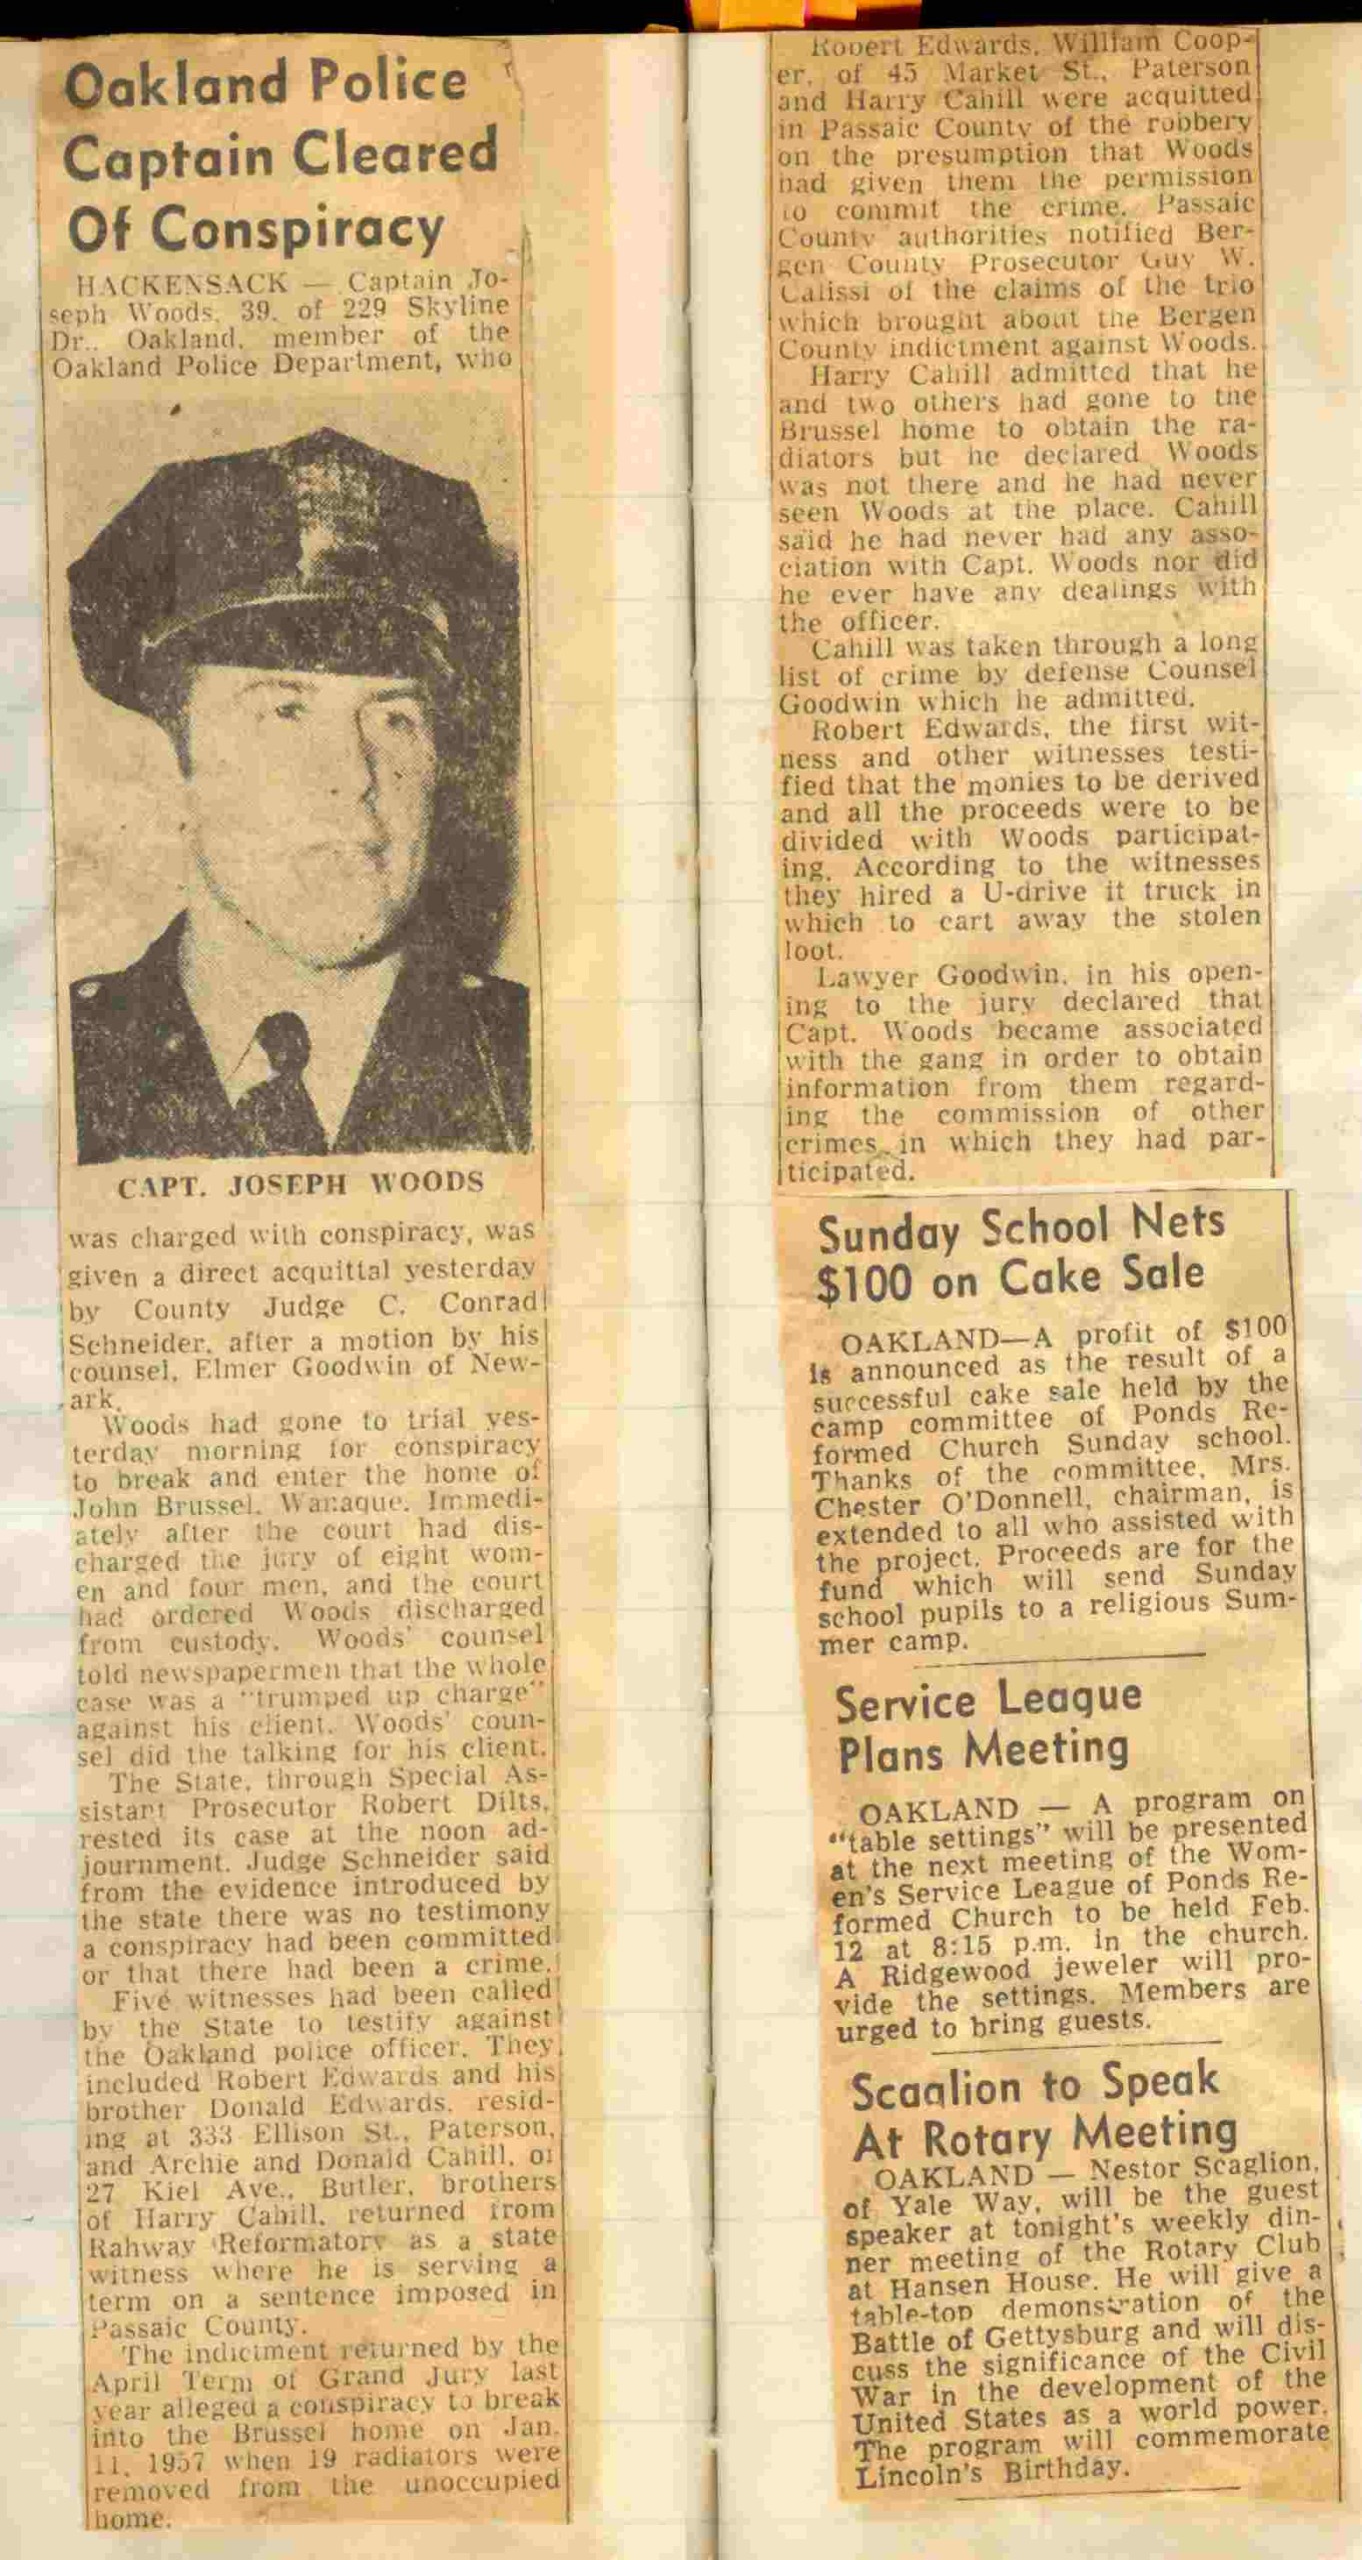 Oakland Police
Captain Cleared
Of Conspiracy
HACKENSACK — Captain Jo-
seph Woods, 39, of 229 Skyline
Dr., Oakland, member of the
Oakland Police Department, who
CAPT. JOSEPH WOODS
was charged with conspiracy, was
given a direct acquittal yesterday
by County Judge C. Conrad
Schneider, after a motion by his
counsel, Elmer Goodwin of New-
ark.
Woods had gone to trial yes-
terday morning for conspiracy
to break and enter the home of
John Brussel, Wanaque. Immedi-
ately after the court had dis-
charged the jury of eight wom-
en and four men, and the court
had ordered Woods discharged
from custody, Woods' counsel
told newspapermen that the whole
case was a "trumped up charge"
against his client. Woods' coun-
sel did the talking for his client.
The State, through Special As-
sistant Prosecutor Robert Dilts,
rested its case at the noon ad-
journment. Judge Schneider said
from the evidence introduced by
the state there was no testimony
a conspiracy had been committed
or that there had been a crime.
Five witnesses had been called
by the State to testify against
the Oakland police officer. They
included Robert Edwards and his
brother Donald Edwards, resid-
ing at 333 Ellison St., Paterson,
and Archie and Donald Cahill, of
27 Kiel Ave., Butler, brothers
of Harry Cahill, returned from
Rahway Reformatory as a state
witness where he is serving a
term on a sentence imposed in
Passaic County.
The indictment returned by the
April Term of Grand Jury last
year alleged a conspiracy to break
into the Brussel home on Jan.
11, 1957 when 19 radiators were
removed from the unoccupied
home.
Robert Edwards, William Coop-
er, of 45 Market St., Paterson
and Harry Cahill were acquitted
in Passaic County of the robbery
on the presumption that Woods
had given them the permission
to commit the crime. Passaic
County authorities notified Ber-
gen County Prosecutor Guy W.
Calissi of the claims of the trio
which brought about the Bergen
County indictment against Woods.
Harry Cahill admitted that he
and two others had gone to the
Brussel home to obtain the ra-
diators but he declared Woods
was not there and he had never
seen Woods at the place. Cahill
said he had never had any asso-
ciation with Capt. Woods nor did
he ever have any dealings with
the officer.
Cahill was taken through a long
list of crime by defense Counsel
Goodwin which he admitted.
Robert Edwards, the first wit-
ness and other witnesses testi-
fied that the monies to be derived
and all the proceeds were to be
divided with Woods participat-
ing. According to the witnesses
they hired a U-drive it truck in
which to cart away the stolen
loot.
Lawyer Goodwin, in his open-
ing to the jury declared that
Capt. Woods became associated
with the gang in order to obtain
information from them regard-
ing the commission of other
crimes in which they had par-
ticipated.
Sunday School Nets
$100 on Cake Sale
OAKLAND—A profit of $100
is announced as the result of a
successful cake sale held by the
camp committee of Ponds Re-
formed Church Sunday school.
Thanks of the committee, Mrs.
Chester O'Donnell, chairman, is
extended to all who assisted with
the project. Proceeds are for the
fund which will send Sunday
school pupils to a religious Sum-
mer camp.
Service League
Plans Meeting
OAKLAND — A program on
"table settings" will be presented
at the next meeting of the Wom-
en's Service League of Ponds Re-
formed Church to be held Feb.
12 at 8:15 p.m. in the church.
A Ridgewood jeweler will pro-
vide the settings. Members are
urged to bring guests.
Scaalion to Speak
At Rotary Meeting
OAKLAND — Nestor Scaglion,
of Yale Way, will be the guest
speaker at tonight's weekly din-
ner meeting of the Rotary Club
at Hansen House. He will give a
table-top demonstration of the
Battle of Gettysburg and will dis-
cuss the significance of the Civil
War in the development of the
United States as a world power.
The program will commemorate
Lincoln's Birthday.